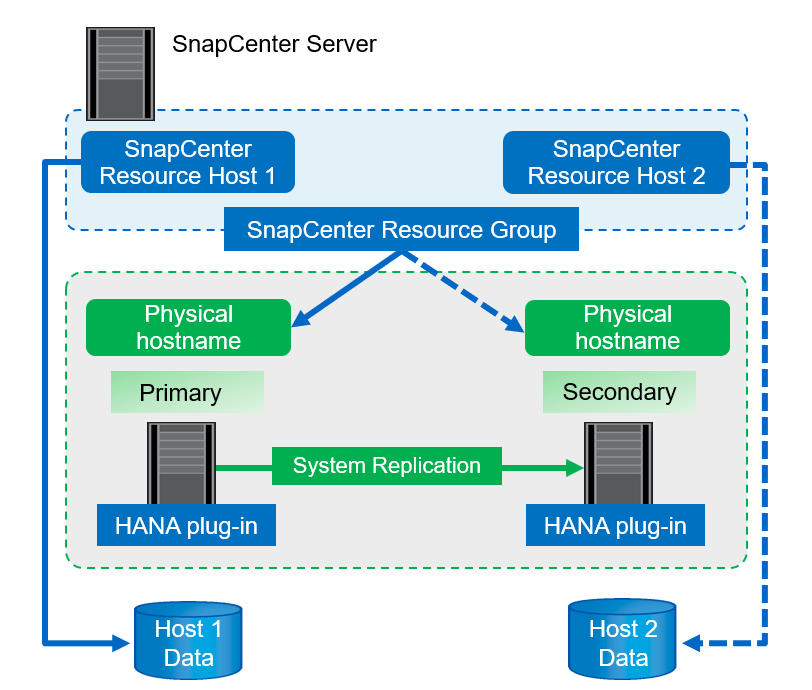 SnapCenter Server
SnapCenter
Resource Host 1
SnapCenter
Resource Host 2
SnapCenter Resource Group
Physical
hostname
Physical
hostname
Primary
Secondary
System Replication
HANA plug-in
HANA plug-in
Host 1
Data
Host 2
Data